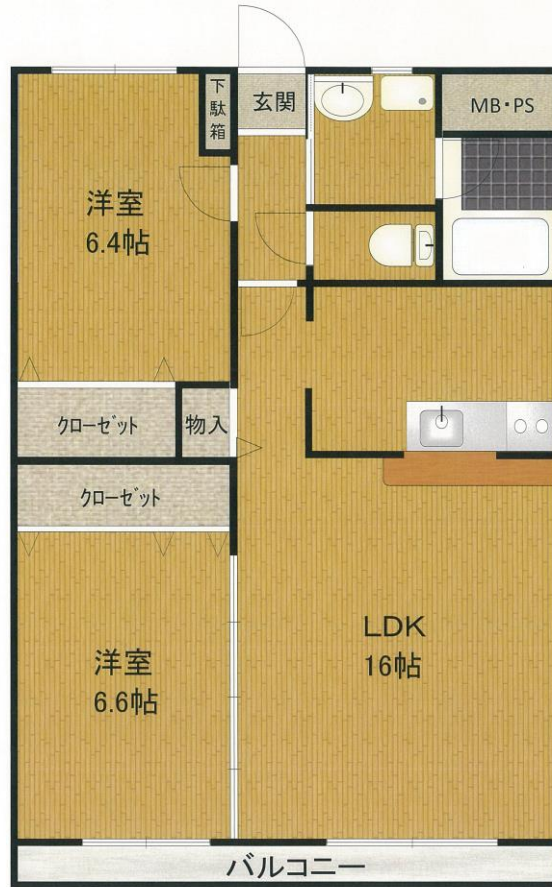 下駄箱
玄関
MB・PS
洋室
6.4帖
クローゼット
物入
クローゼット
LDK
16帖
洋室
6.6帖
バルコニー